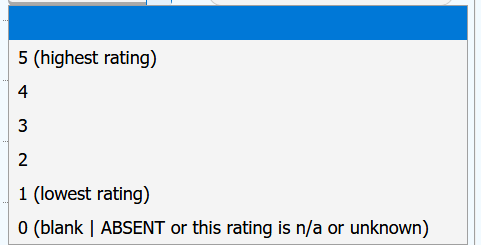 5 (highest rating)
4
3
2
1 (lowest rating)
0 (blank | ABSENT or this rating is n/a or unknown)